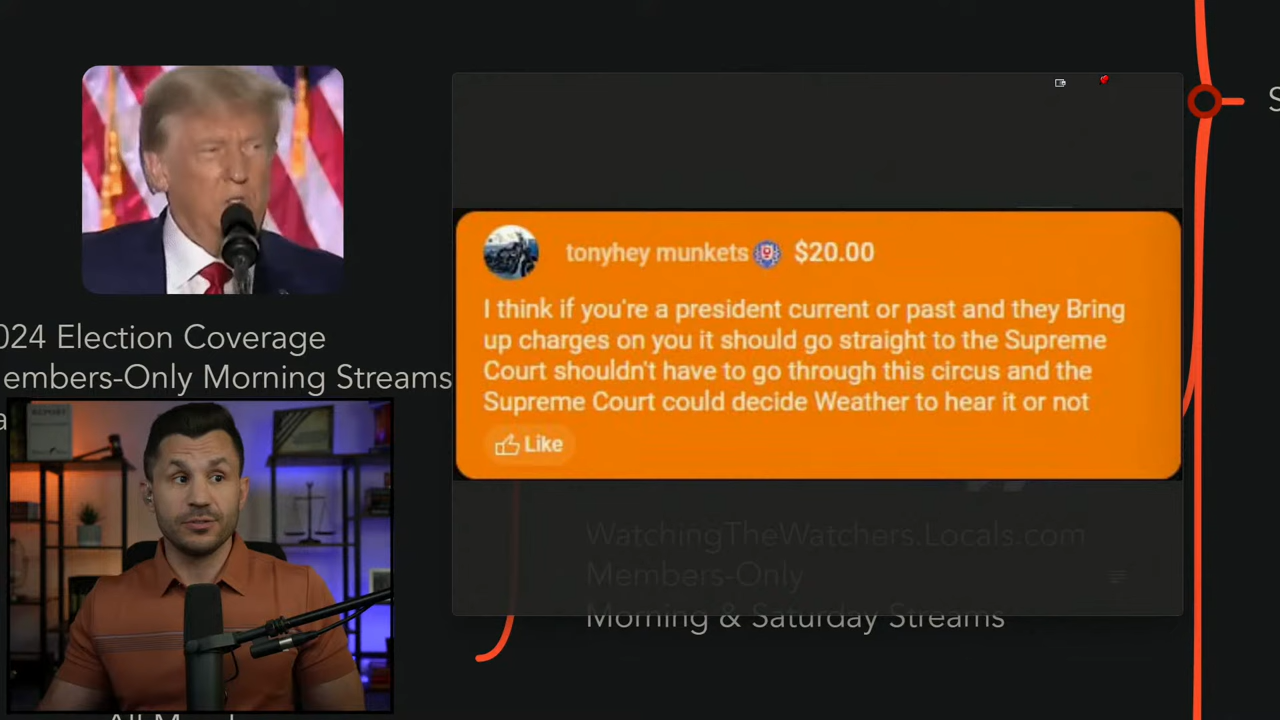 tonyhey munkets $20.00
I think if you're a president current or past and they Bring
up charges on you it should go straight to the Supreme
Court shouldn't have to go through this circus and the
Supreme Court could decide Weather to hear it or not
Like
024 Election Coverage
embers-Only Morning Streams
a
REPORT
WatchingTheWatchers.Locals.com
Members-Only
Morning & Saturday Streams
S